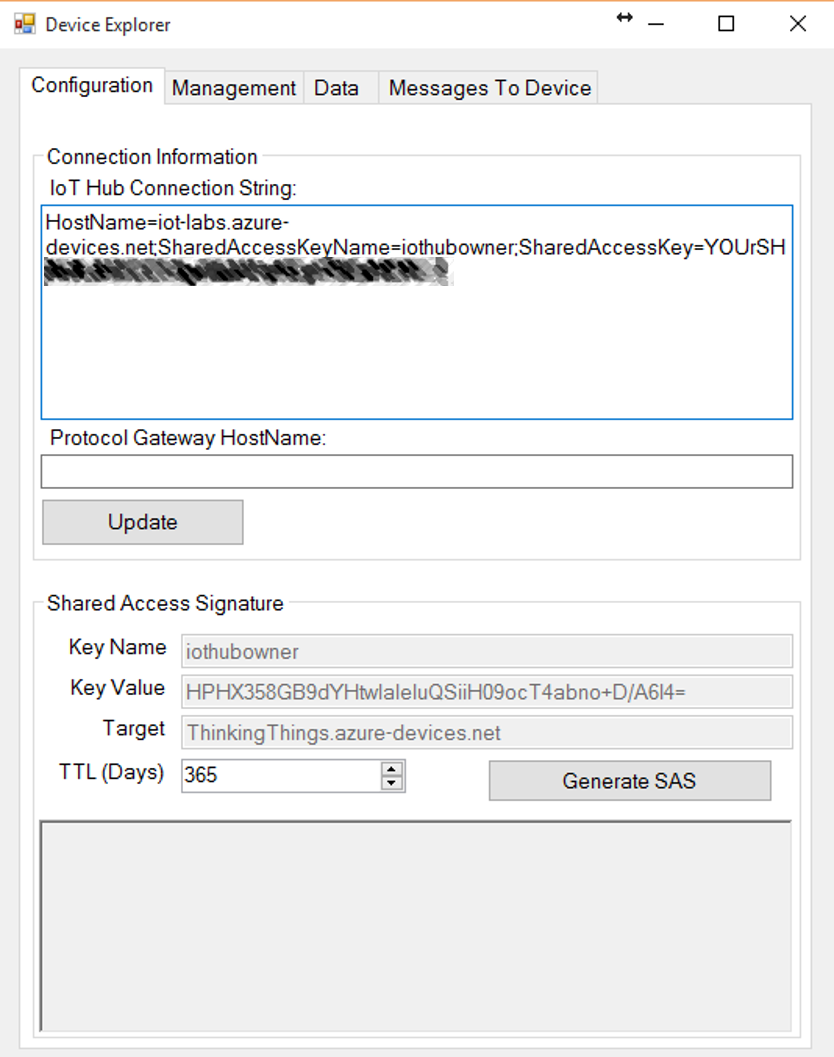 Device Explorer
Configuration Management Data Messages To Device
Connection Information
IoT Hub Connection String:
HostName=iot-labs.azure-
devices.net;SharedAccessKeyName=iothubowner;SharedAccessKey=YOUrSH
Protocol Gateway HostName:
Update
Shared Access Signature
Key Name iothubowner
Key Value HPHX358GB9dYHtwlaleluQSiiH09ocT4abno+D/A6l4=
Target ThinkingThings.azure-devices.net
TTL (Days) 365 Generate SAS